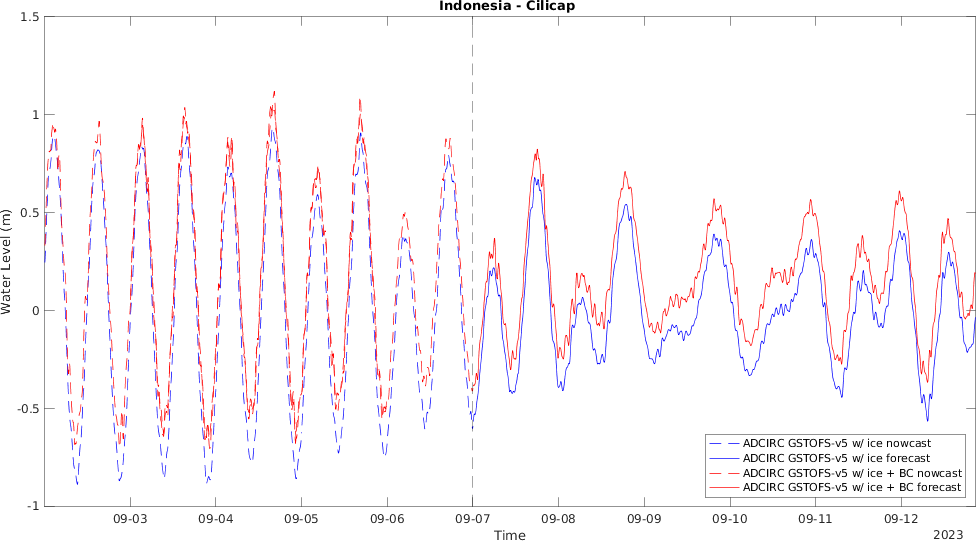 Indonesia - Cilicap
1.5
1
0.5
0
-0.5
-1
Water Level (m)
ADCIRC GSTOFS-v5 w/ ice nowcast
ADCIRC GSTOFS-v5 w/ ice forecast
ADCIRC GSTOFS-v5 w/ ice + BC nowcast
ADCIRC GSTOFS-v5 w/ ice + BC forecast
09-03 09-04 09-05 09-06 09-07 09-08 09-09 09-10 09-11 09-12
Time
2023